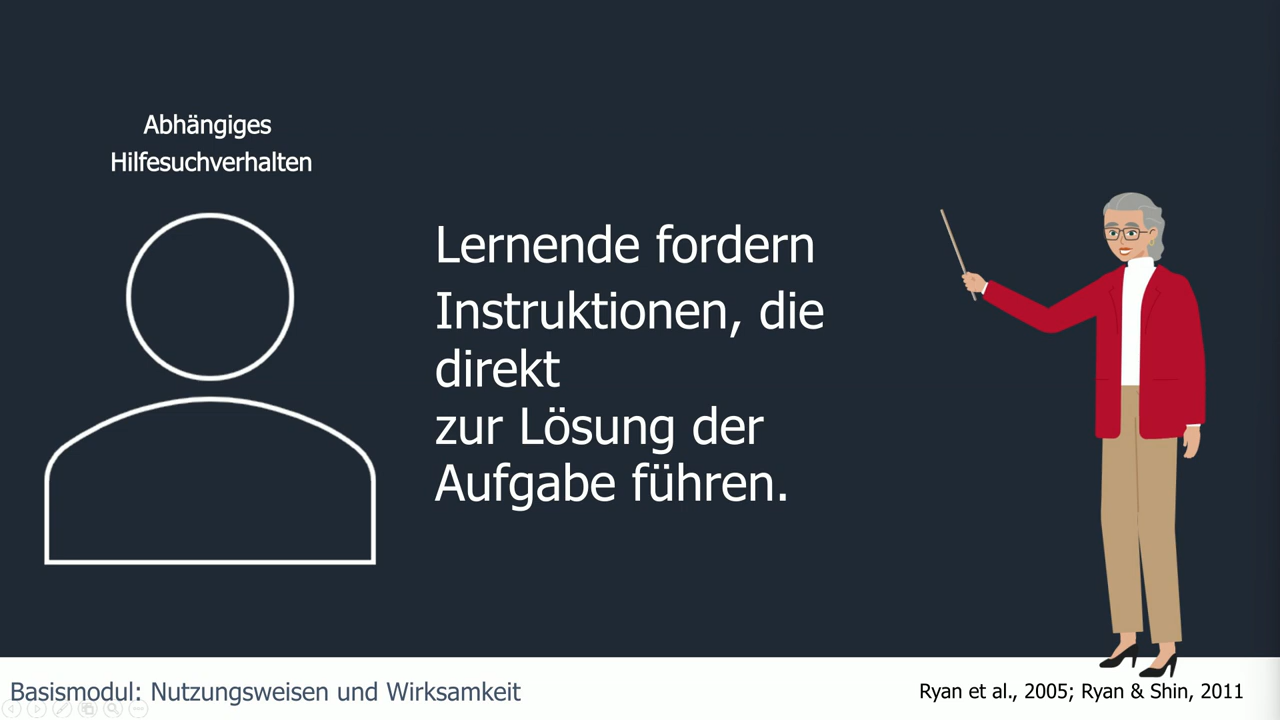 Abhängiges
Hilfesuchverhalten
Lernende fordern
Instruktionen, die
direkt
zur Lösung der
Aufgabe führen.
Basismodul: Nutzungsweisen und Wirksamkeit
Ryan et al., 2005; Ryan & Shin, 2011